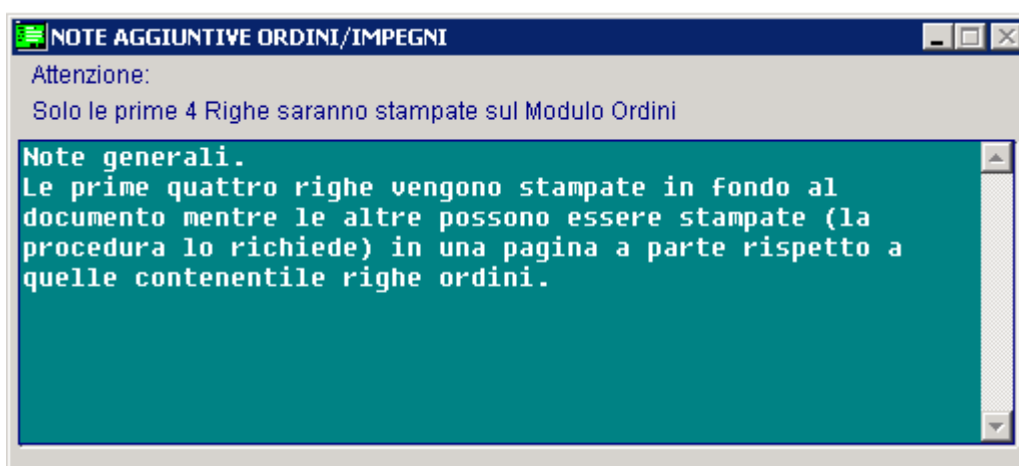 NOTE AGGIUNTIVE ORDINI/IMPEGNI
Attenzione:
Solo le prime 4 Righe saranno stampate sul Modulo Ordini
Note generali.
Le prime quattro righe vengono stampate in fondo al
documento mentre le altre possono essere stampate (la
procedura lo richiede) in una pagina a parte rispetto a
quelle contenentile righe ordini.